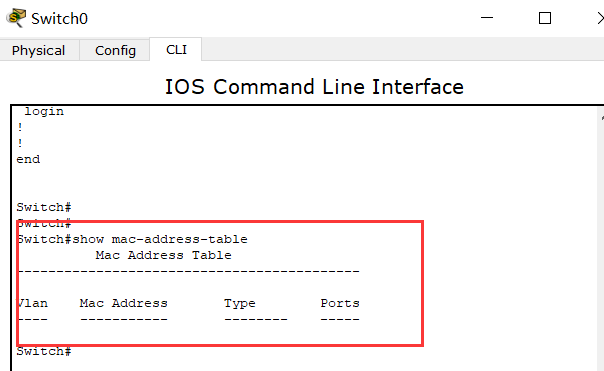 Switch0
Physical Config CLI
IOS Command Line Interface
login
!
!
end
Switch#
Switch#
Switch#show mac-address-table
Mac Address Table
-------------------------------------------
Vlan    Mac Address       Type        Ports
----    -----------       --------    -----
Switch#